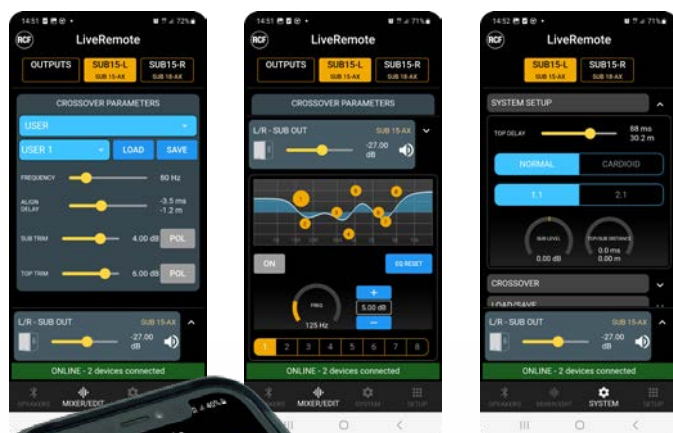 14:51
72%
RCF
LiveRemote
OUTPUTS
SUB15-L
SUB 15-AX
SUB15-R
SUB 18-AX
CROSSOVER PARAMETERS
USER
USER 1
LOAD
SAVE
FREQUENCY
80 Hz
ALIGN
DELAY
-3.5 ms
-1.2 m
SUB TRIM
4.00 dB
POL
TOP TRIM
6.00 dB
POL
L/R - SUB OUT
SUB 15-AX
-27.00
dB
ONLINE - 2 devices connected
SPEAKERS
MIXER/EDIT
40%
14:51
71%
RCF
LiveRemote
OUTPUTS
SUB15-L
SUB 15-AX
SUB15-R
SUB 18-AX
CROSSOVER PARAMETERS
L/R - SUB OUT
SUB 15-AX
-27.00
dB
1
ON
EQ RESET
FREQ
125 Hz
+
5.00 dB
−
1 2 3 4 5 6 7 8
ONLINE - 2 devices connected
MIXER/EDIT
SYSTEM
SETUP
14:52
71%
RCF
LiveRemote
SUB15-L
SUB 15-AX
SUB15-R
SUB 18-AX
SYSTEM SETUP
TOP DELAY
88 ms
30.2 m
NORMAL
CARDIOID
1:1
2:1
SUB LEVEL
0.00 dB
TOP/SUB DISTANCE
0.0 ms
0.00 m
CROSSOVER
LOAD/SAVE
L/R - SUB OUT
SUB 15-AX
-27.00
dB
ONLINE - 2 devices connected
SPEAKERS
MIXER/EDIT
SYSTEM
SETUP